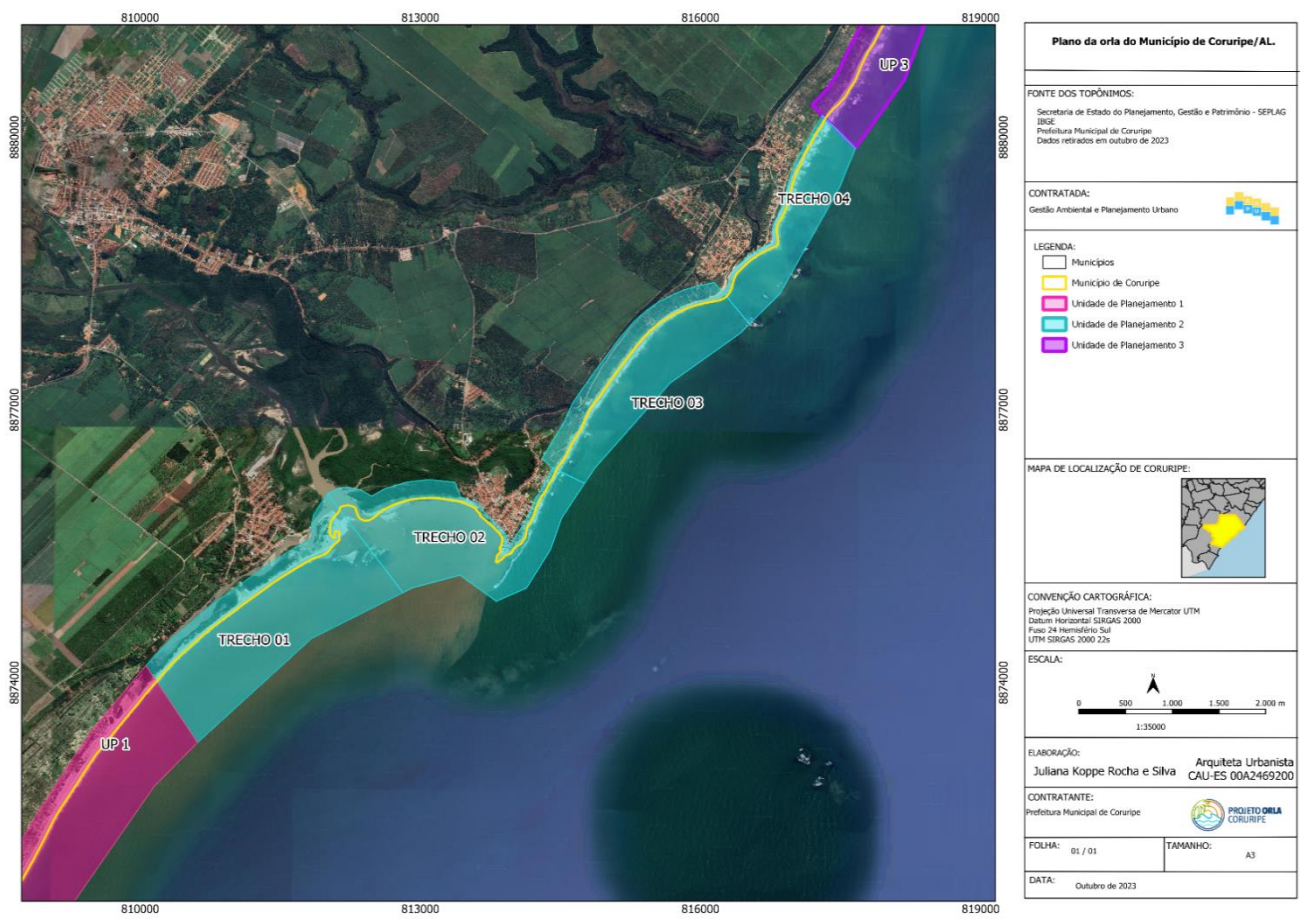 810000
813000
816000
819000
8880000
8877000
8874000
UP 3
TRECHO 04
TRECHO 03
TRECHO 02
TRECHO 01
UP 1
8880000
8877000
8874000
810000
813000
816000
819000
Plano da orla do Município de Coruripe/AL.
FONTE DOS TOPÔNIMOS:
Secretaria de Estado do Planejamento, Gestão e Patrimônio - SEPLAG
IBGE
Prefeitura Municipal de Coruripe
Dados retirados em outubro de 2023
CONTRATADA:
Gestão Ambiental e Planejamento Urbano
LEGENDA:
Municípios
Município de Coruripe
Unidade de Planejamento 1
Unidade de Planejamento 2
Unidade de Planejamento 3
MAPA DE LOCALIZAÇÃO DE CORURIPE:
CONVENÇÃO CARTOGRÁFICA:
Projeção Universal Transversa de Mercator UTM
Datum Horizontal SIRGAS 2000
Fuso 24 Hemisfério Sul
UTM SIRGAS 2000 22s
ESCALA:
N
0 500 1.000 1.500 2.000 m
1:35000
ELABORAÇÃO:
Juliana Koppe Rocha e Silva
Arquiteta Urbanista
CAU-ES 00A2469200
CONTRATANTE:
Prefeitura Municipal de Coruripe
PROJETO ORLA
CORURIPE
FOLHA: 01 / 01
TAMANHO: A3
DATA: Outubro de 2023